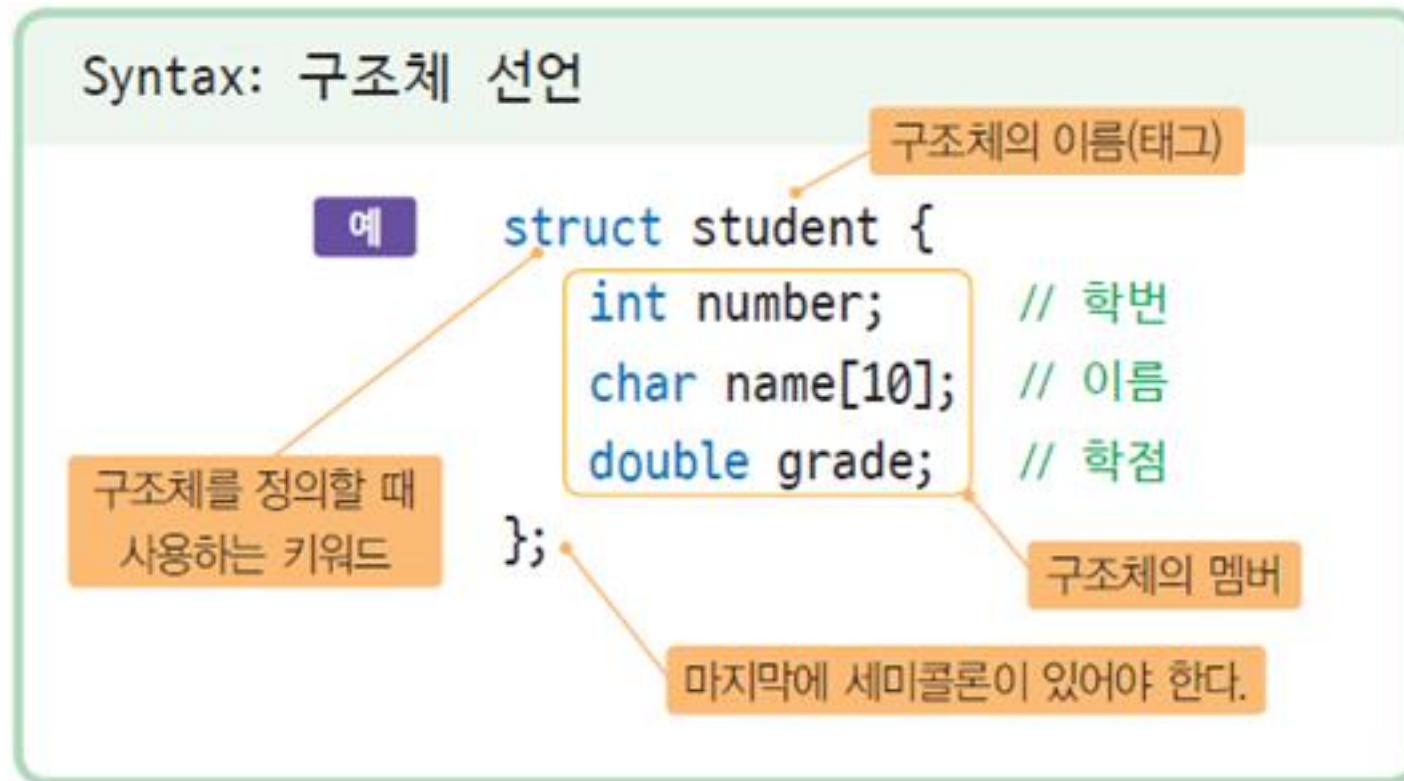 Syntax: 구조체 선언
구조체의 이름(태그)
예 struct student {
int number; // 학번
char name[10]; // 이름
double grade; // 학점
구조체를 정의할 때
사용하는 키워드
};
구조체의 멤버
마지막에 세미콜론이 있어야 한다.